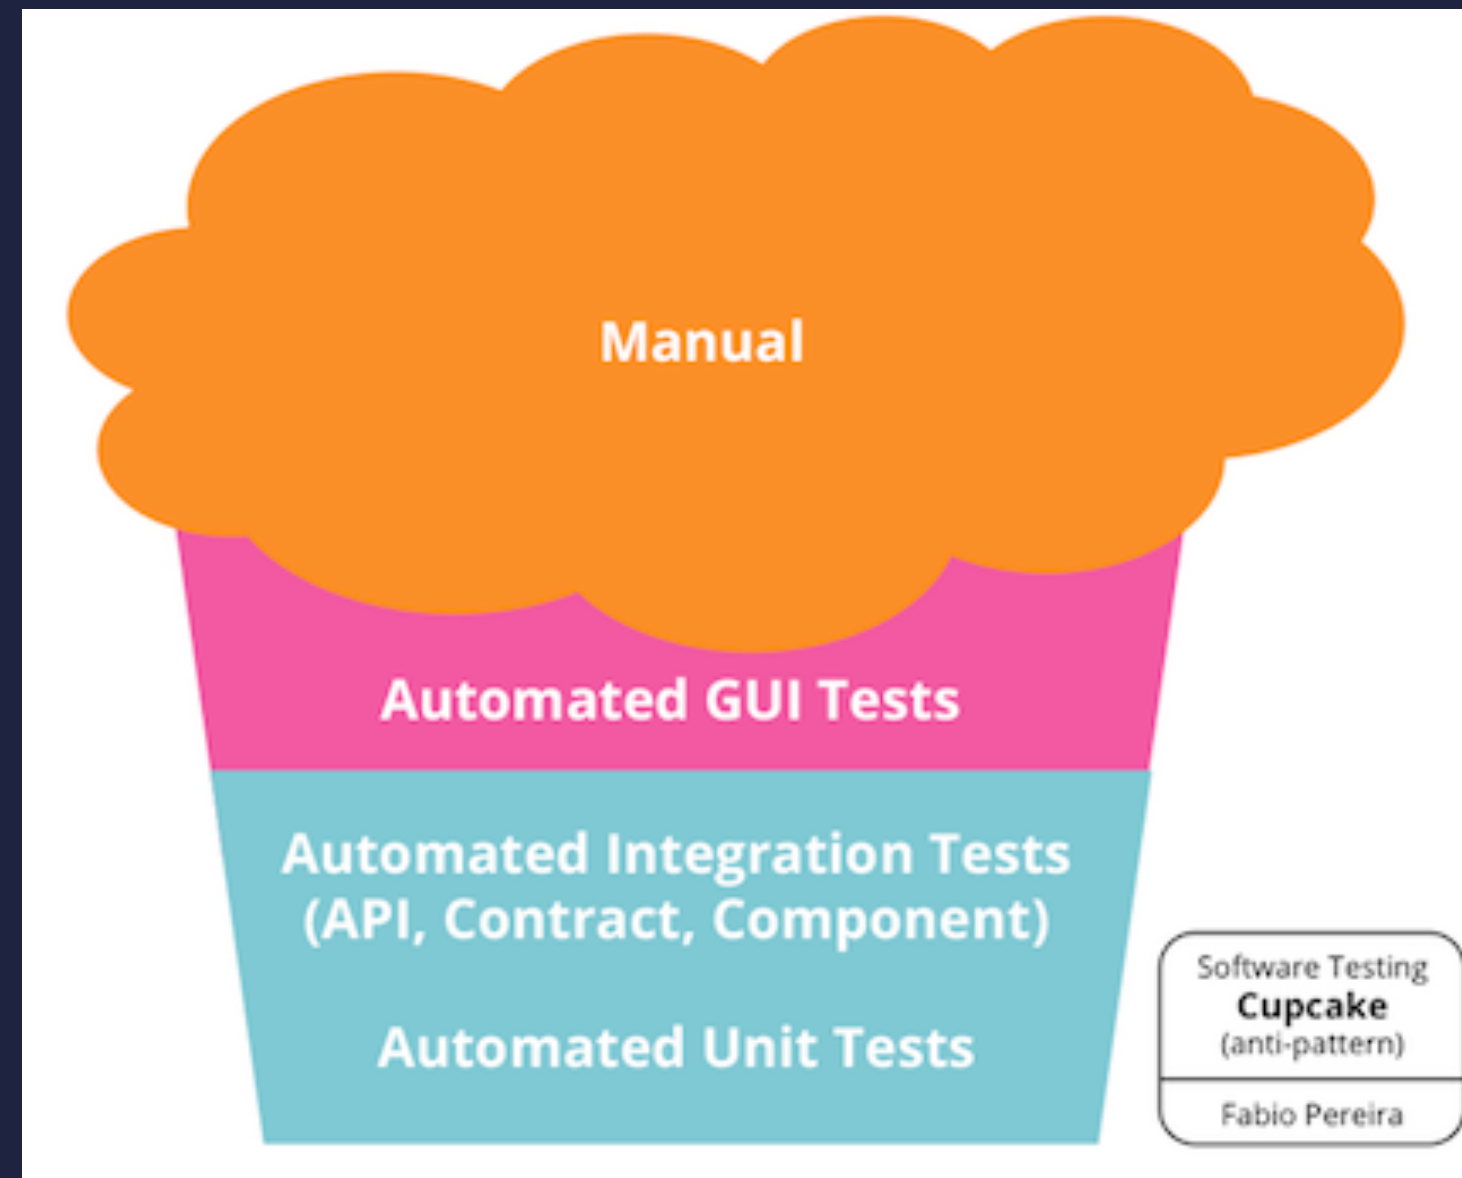 Manual
Automated GUI Tests
Automated Integration Tests
(API, Contract, Component)
Automated Unit Tests
Software Testing
Cupcake
(anti-pattern)
Fabio Pereira